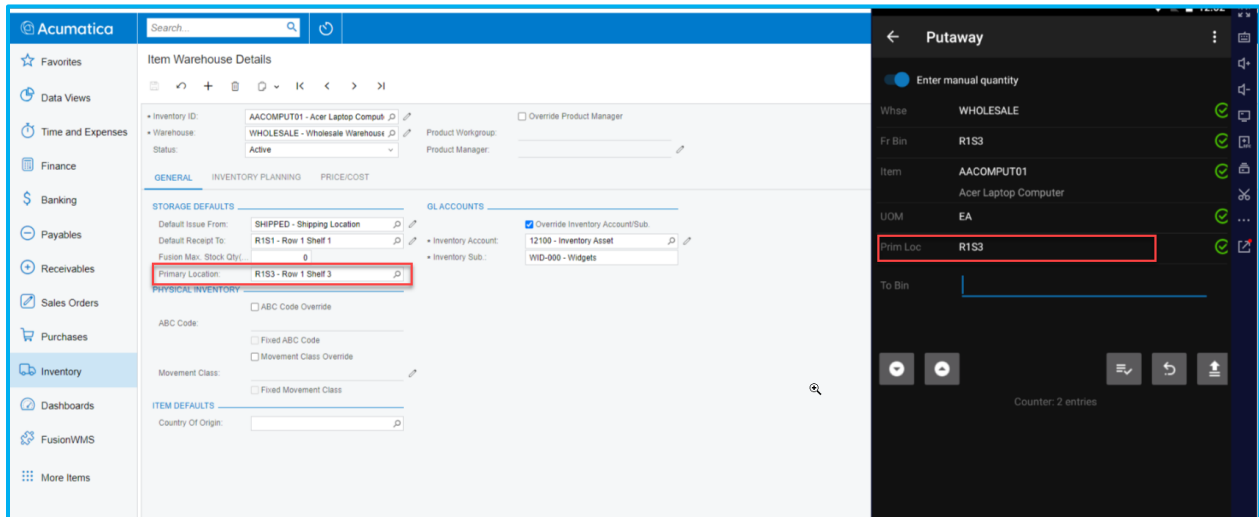 Acumatica
Search...
Favorites
Data Views
Time and Expenses
Finance
Banking
Payables
Receivables
Sales Orders
Purchases
Inventory
Dashboards
FusionWMS
More Items
Item Warehouse Details
Inventory ID: AACOMPUT01 - Acer Laptop Comput Override Product Manager
Warehouse: WHOLESALE - Wholesale Warehouse Product Workgroup:
Status: Active Product Manager:
GENERAL INVENTORY PLANNING PRICE/COST
STORAGE DEFAULTS GL ACCOUNTS
Default Issue From: SHIPPED - Shipping Location Override Inventory Account/Sub.
Default Receipt To: R1S1 - Row 1 Shelf 1 Inventory Account: 12100 - Inventory Asset
Fusion Max. Stock Qty(... 0 Inventory Sub.: WID-000 - Widgets
Primary Location: R1S3 - Row 1 Shelf 3
PHYSICAL INVENTORY
ABC Code Override
ABC Code:
Fixed ABC Code
Movement Class Override
Movement Class:
Fixed Movement Class
ITEM DEFAULTS
Country Of Origin:
Putaway
Enter manual quantity
Whse WHOLESALE
Fr Bin R1S3
Item AACOMPUT01
Acer Laptop Computer
UOM EA
Prim Loc R1S3
To Bin
Counter: 2 entries